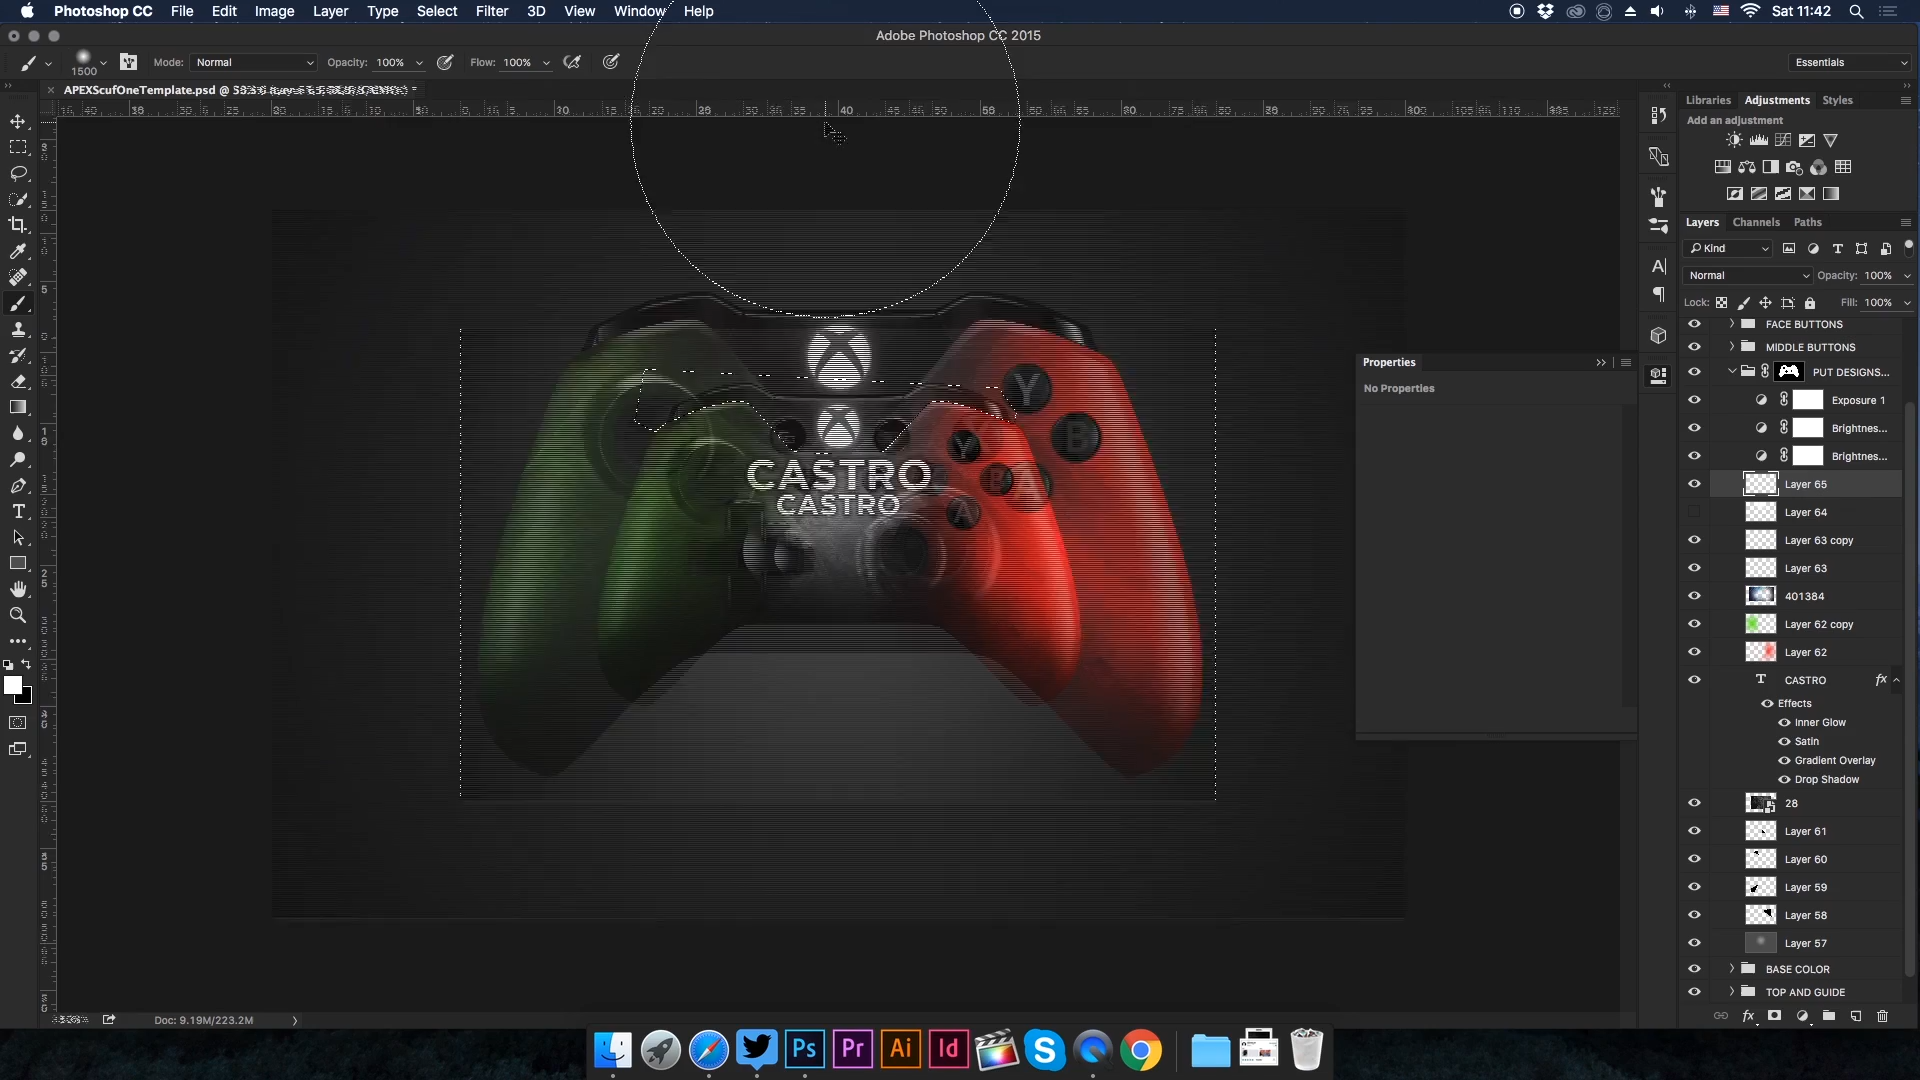 Photoshop CC File Edit Image Layer Type Select Filter 3D View Window Help Sat 11:42
Adobe Photoshop CC 2015
1500 Mode: Normal Opacity: 100% Flow: 100% Essentials
APEXScufOneTemplate.psd @
Libraries Adjustments Styles
Add an adjustment
Layers Channels Paths
Kind
Normal Opacity: 100%
Lock: Fill: 100%
FACE BUTTONS
MIDDLE BUTTONS
PUT DESIGNS...
Exposure 1
Brightnes...
Brightnes...
Layer 65
Layer 64
Layer 63 copy
Layer 63
401384
Layer 62 copy
Layer 62
T CASTRO fx
Effects
Inner Glow
Satin
Gradient Overlay
Drop Shadow
28
Layer 61
Layer 60
Layer 59
Layer 58
Layer 57
BASE COLOR
TOP AND GUIDE
Properties
No Properties
Y
B
Y
B
A
CASTRO
CASTRO
Doc: 9.19M/223.2M
Ps Pr Ai Id S